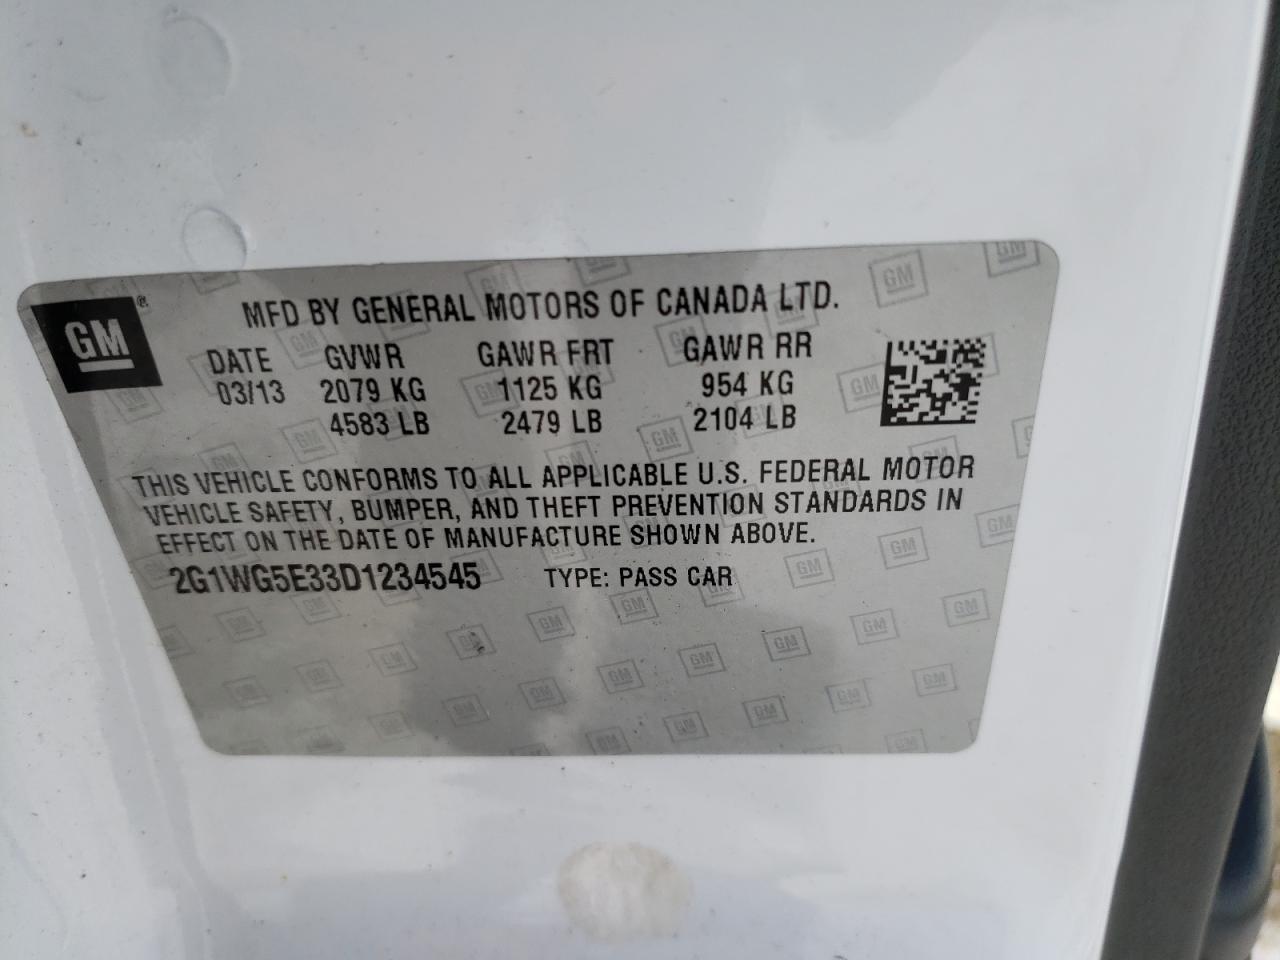 GM®
MFD BY GENERAL MOTORS OF CANADA LTD.
DATE GVWR GAWR FRT GAWR RR
03/13 2079 KG 1125 KG 954 KG
4583 LB 2479 LB 2104 LB
THIS VEHICLE CONFORMS TO ALL APPLICABLE U.S. FEDERAL MOTOR
VEHICLE SAFETY, BUMPER, AND THEFT PREVENTION STANDARDS IN
EFFECT ON THE DATE OF MANUFACTURE SHOWN ABOVE.
2G1WG5E33D1234545 TYPE: PASS CAR